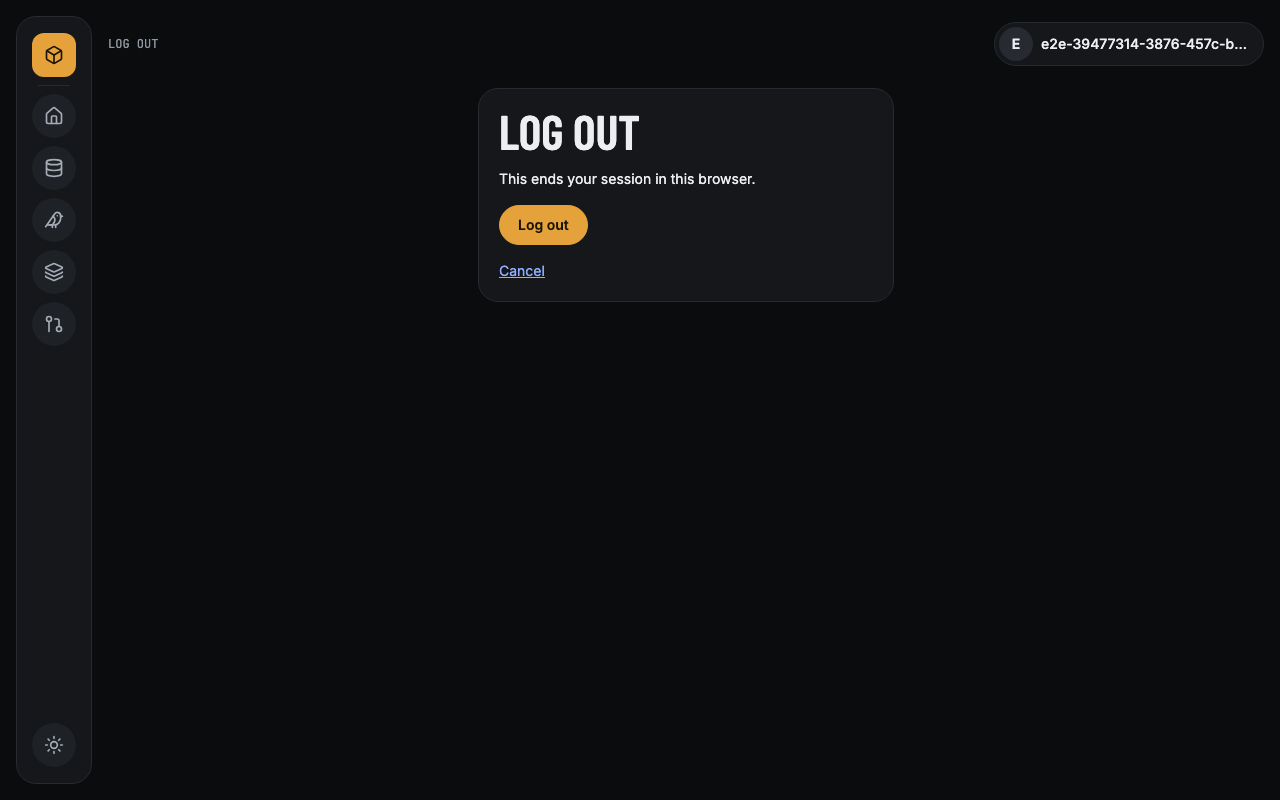 LOG OUT
E
e2e-39477314-3876-457c-b...
LOG OUT
This ends your session in this browser.
Log out
Cancel